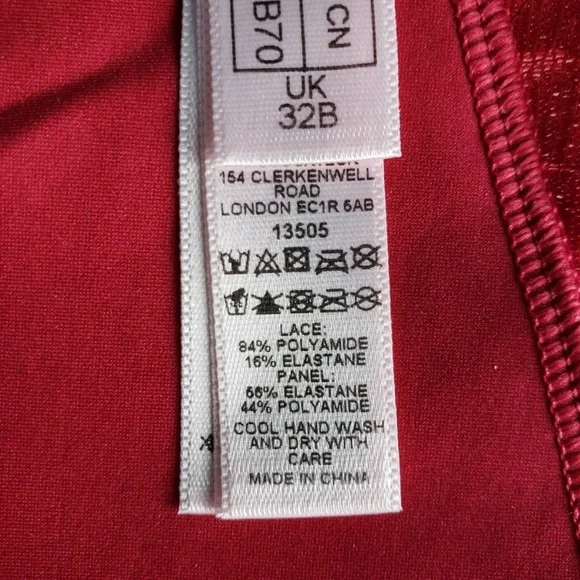 B70
CN
UK
32B
154 CLERKENWELL
ROAD
LONDON EC1R 5AB
13505
LACE:
84% POLYAMIDE
16% ELASTANE
PANEL:
56% ELASTANE
44% POLYAMIDE
COOL HAND WASH
AND DRY WITH
CARE
MADE IN CHINA